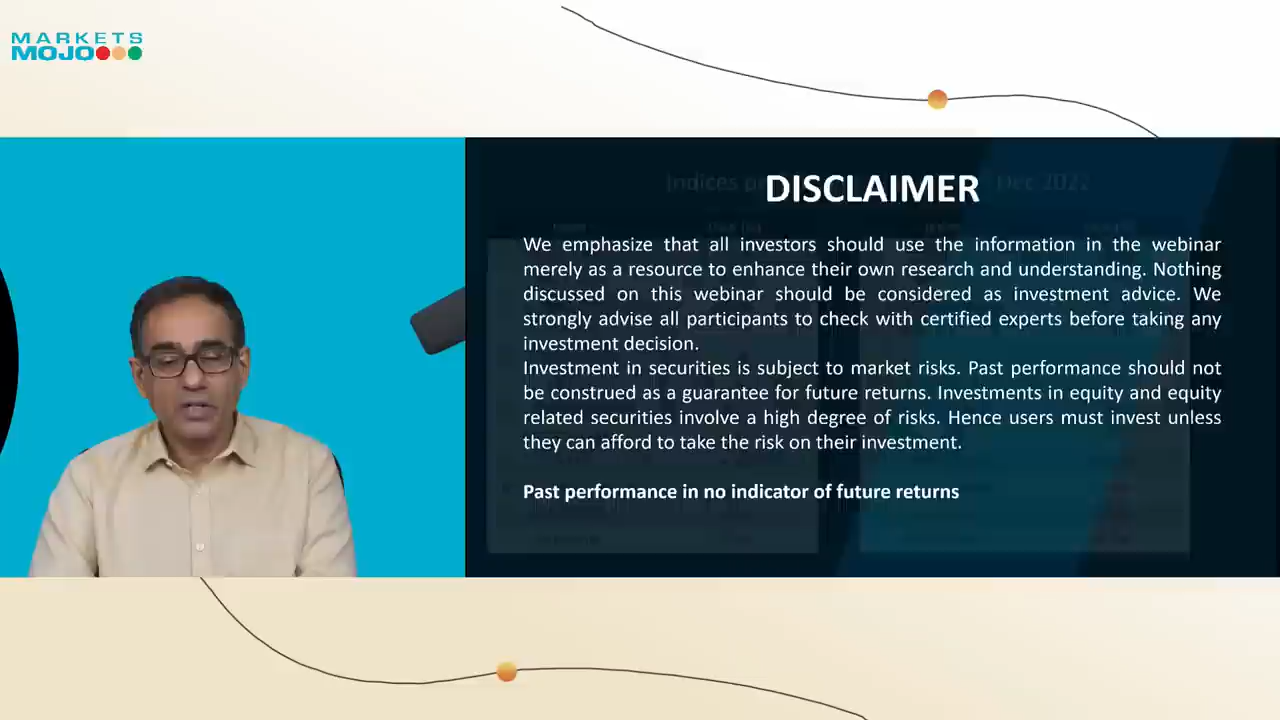 MARKETS
MOJO
DISCLAIMER
We emphasize that all investors should use the information in the webinar
merely as a resource to enhance their own research and understanding. Nothing
discussed on this webinar should be considered as investment advice. We
strongly advise all participants to check with certified experts before taking any
investment decision.
Investment in securities is subject to market risks. Past performance should not
be construed as a guarantee for future returns. Investments in equity and equity
related securities involve a high degree of risks. Hence users must invest unless
they can afford to take the risk on their investment.
Past performance in no indicator of future returns